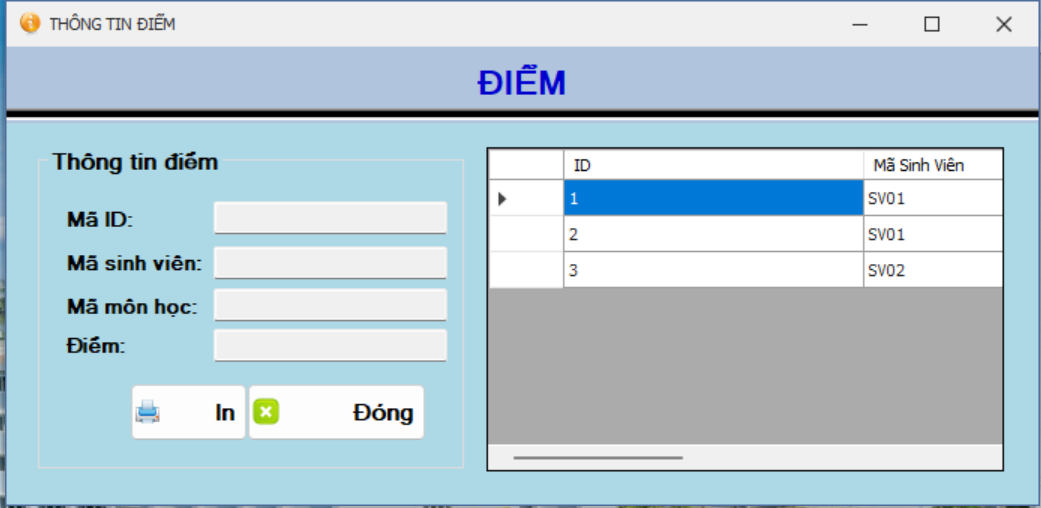 THÔNG TIN ĐIỂM
ĐIỂM
Thông tin điểm
Mã ID:
Mã sinh viên:
Mã môn học:
Điểm:
In Đóng
ID Mã Sinh Viên
1 SV01
2 SV01
3 SV02